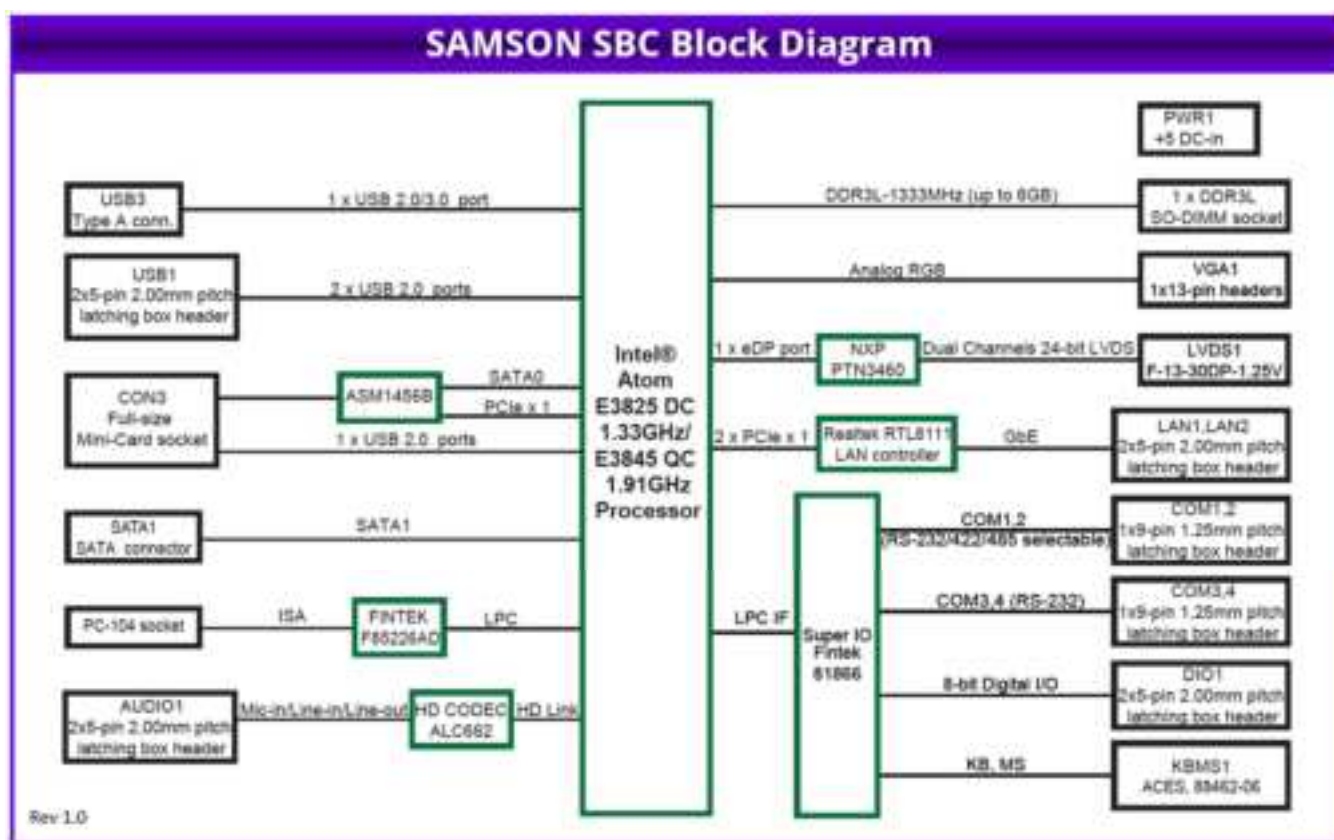 SAMSON SBC Block Diagram
PWR1
+5 DC-in
USB3
Type A conn.
1 x USB 2.0/3.0 port
DDR3L-1333MHz (up to 8GB)
1 x DDR3L
SO-DIMM socket
USB1
2x5-pin 2.00mm pitch
latching box header
2 x USB 2.0 ports
Analog RGB
VGA1
1x13-pin headers
Intel®
Atom
E3825 DC
1.33GHz/
E3845 QC
1.91GHz
Processor
1 x eDP port
NXP
PTN3460
Dual Channels 24-bit LVDS
LVDS1
F-13-30DP-1.25V
CON3
Full-size
Mini-Card socket
ASM1456B
SATA0
PCIe x 1
1 x USB 2.0 ports
2 x PCIe x 1
Realtek RTL8111
LAN controller
GbE
LAN1,LAN2
2x5-pin 2.00mm pitch
latching box header
SATA1
SATA connector
SATA1
COM1,2
(RS-232/422/485 selectable)
COM1,2
1x9-pin 1.25mm pitch
latching box header
PC-104 socket
ISA
FINTEK
F85226AD
LPC
LPC IF
Super IO
Fintek
81866
COM3,4 (RS-232)
COM3,4
1x9-pin 1.25mm pitch
latching box header
8-bit Digital I/O
DIO1
2x5-pin 2.00mm pitch
latching box header
AUDIO1
2x5-pin 2.00mm pitch
latching box header
Mic-in/Line-in/Line-out
HD CODEC
ALC662
HD Link
KB, MS
KBMS1
ACES, 88462-06
Rev 1.0